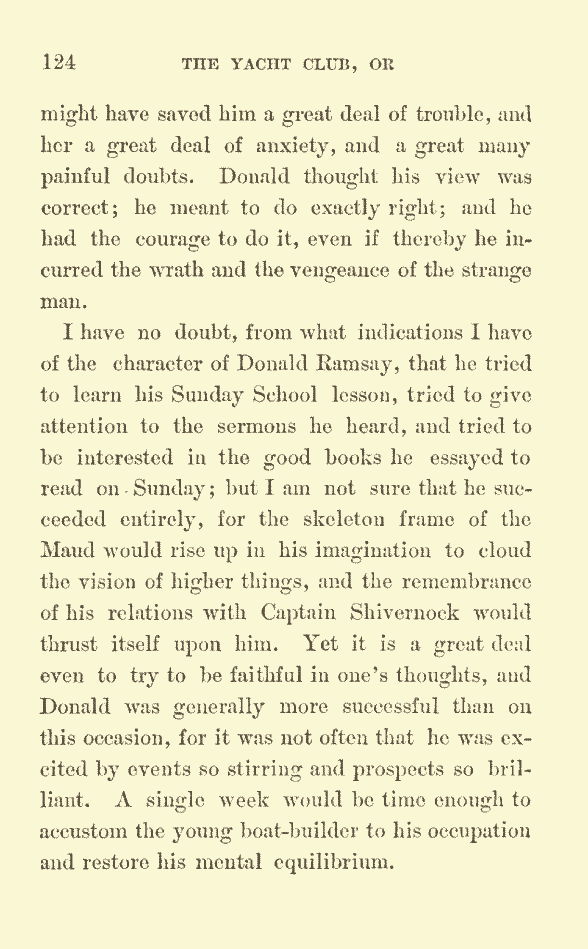 124 THE YACHT CLUB, OR
might have saved him a great deal of trouble, and
her a great deal of anxiety, and a great many
painful doubts. Donald thought his view was
correct; he meant to do exactly right; and he
had the courage to do it, even if thereby he in-
curred the wrath and the vengeance of the strange
man.
I have no doubt, from what indications I have
of the character of Donald Ramsay, that he tried
to learn his Sunday School lesson, tried to give
attention to the sermons he heard, and tried to
be interested in the good books he essayed to
read on Sunday; but I am not sure that he suc-
ceeded entirely, for the skeleton frame of the
Maud would rise up in his imagination to cloud
the vision of higher things, and the remembrance
of his relations with Captain Shivernock would
thrust itself upon him. Yet it is a great deal
even to try to be faithful in one's thoughts, and
Donald was generally more successful than on
this occasion, for it was not often that he was ex-
cited by events so stirring and prospects so bril-
liant. A single week would be time enough to
accustom the young boat-builder to his occupation
and restore his mental equilibrium.